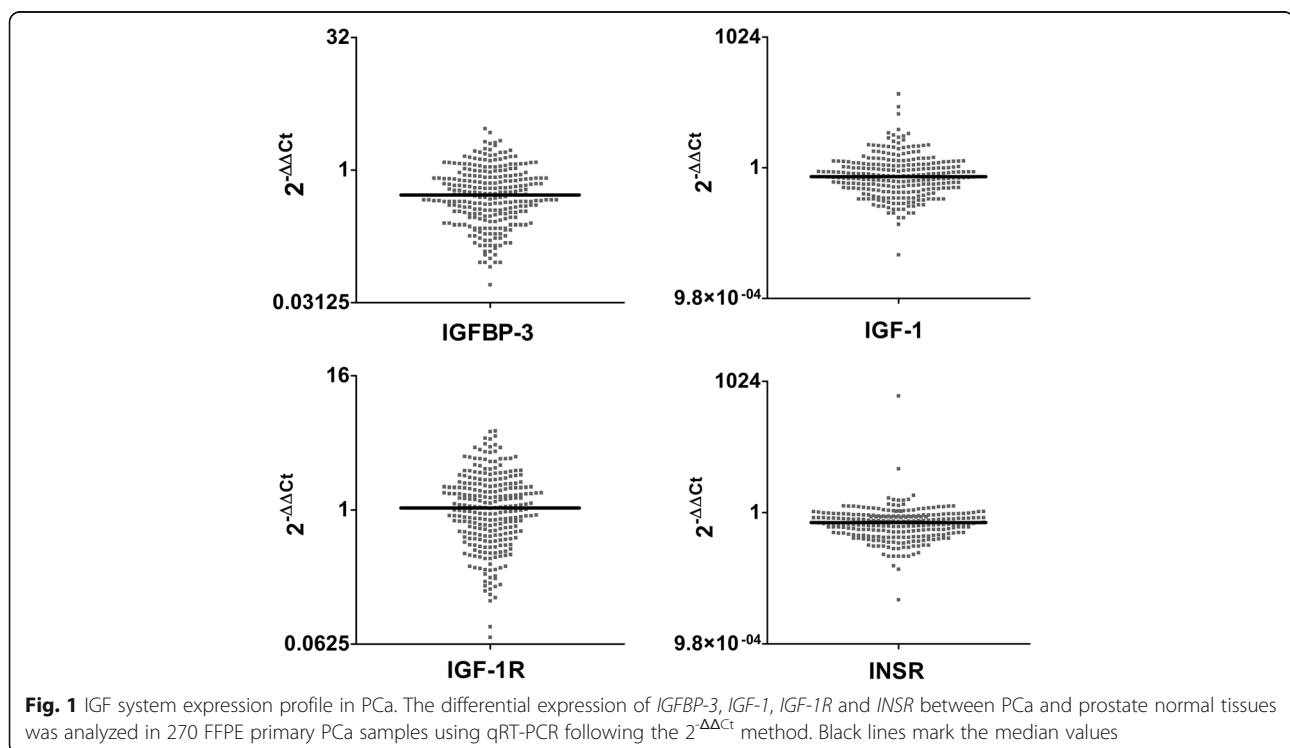 32
1024
2^-ΔΔCt
1
2^-ΔΔCt
1
0.03125
9.8×10^-04
IGFBP-3
IGF-1
16
1024
2^-ΔΔCt
1
2^-ΔΔCt
1
0.0625
9.8×10^-04
IGF-1R
INSR
Fig. 1 IGF system expression profile in PCa. The differential expression of IGFBP-3, IGF-1, IGF-1R and INSR between PCa and prostate normal tissues
was analyzed in 270 FFPE primary PCa samples using qRT-PCR following the 2^-ΔΔCt method. Black lines mark the median values